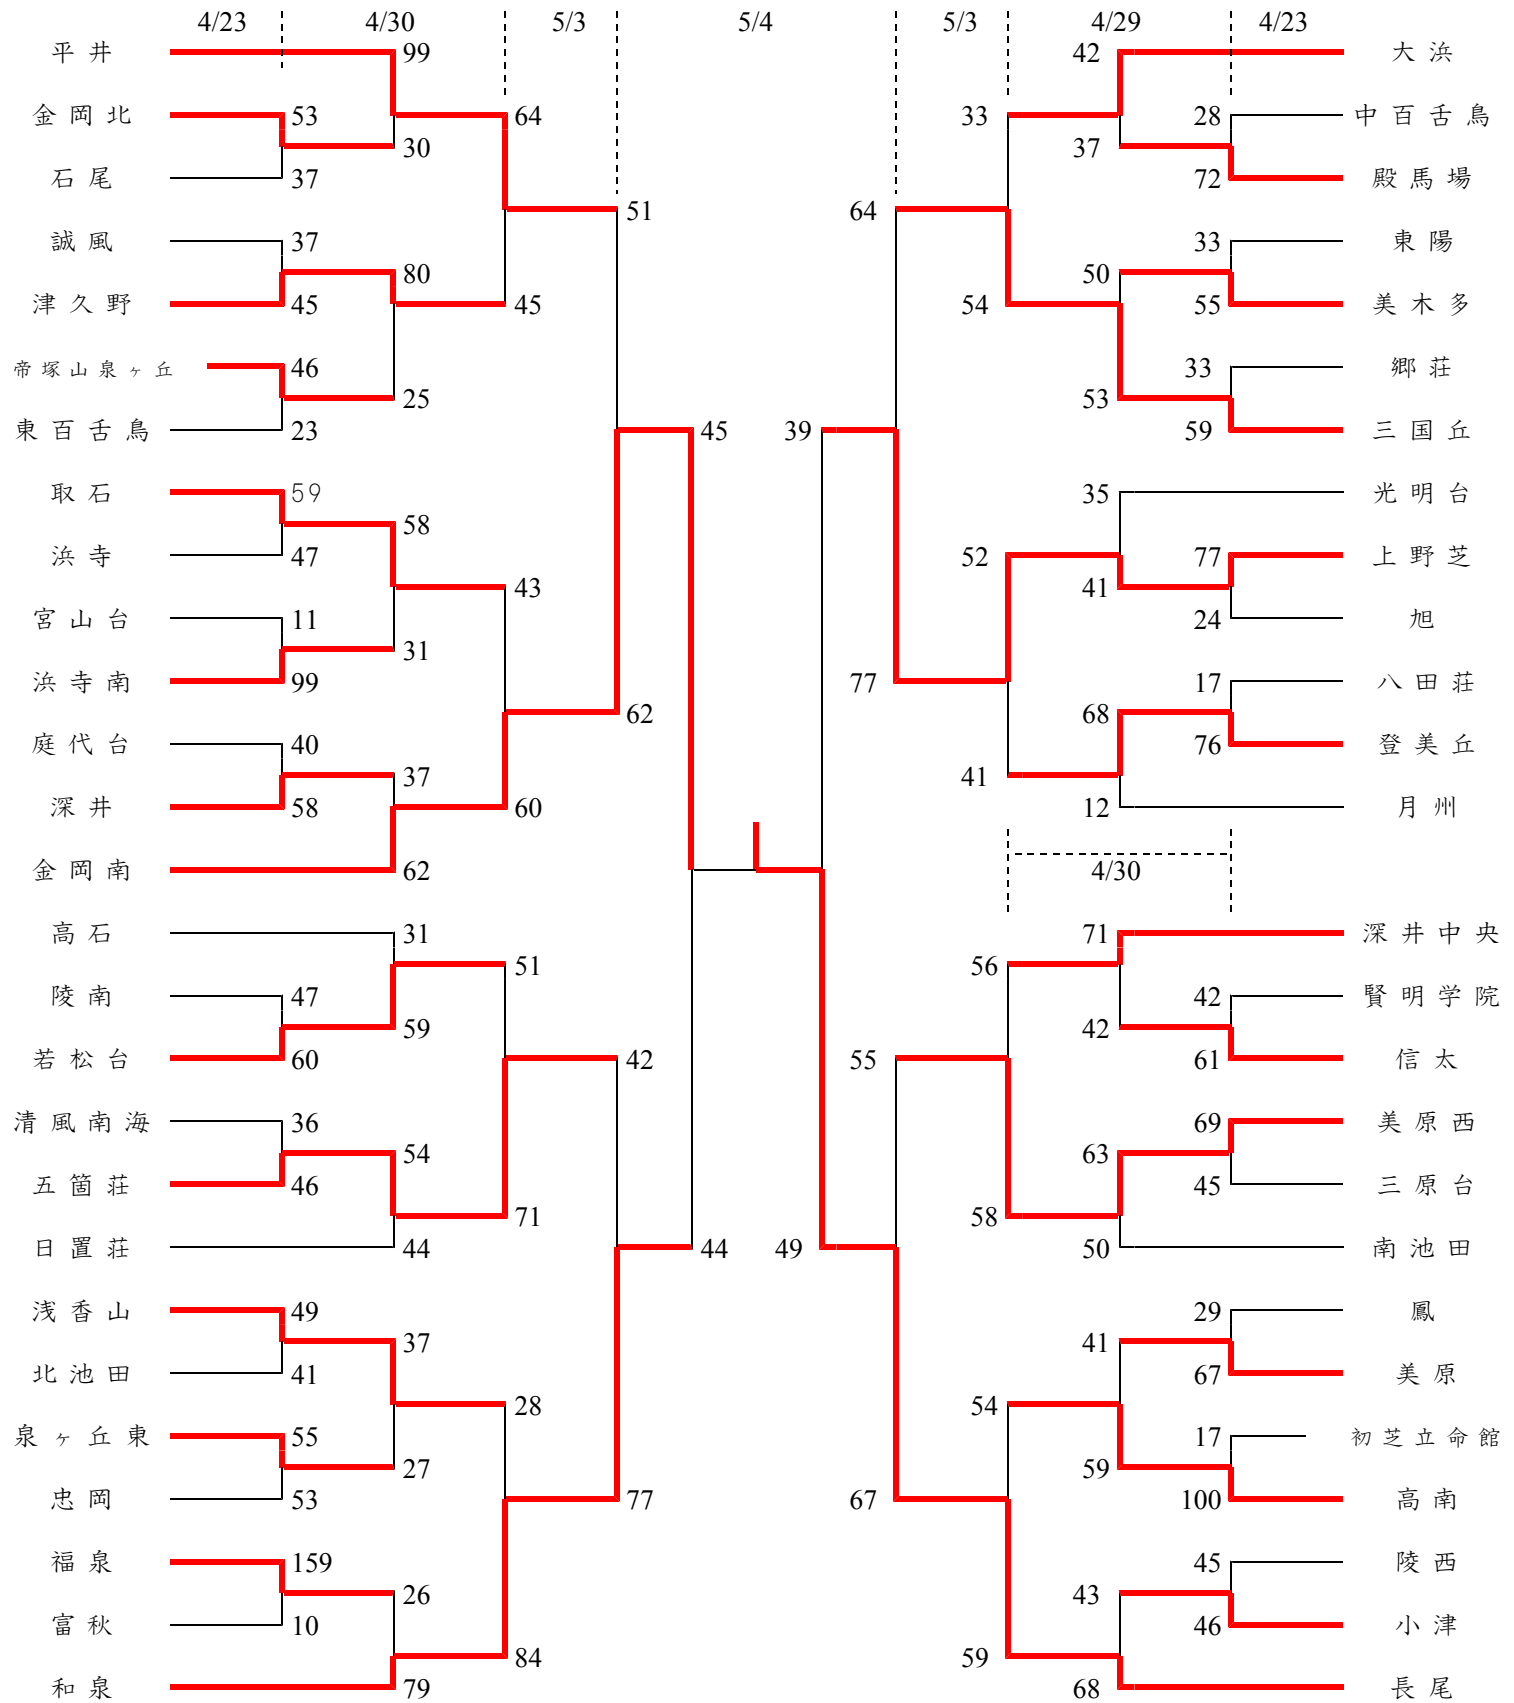 4/23 4/30 5/3 5/4 5/3 4/29 4/23
平井 99 42 大浜
金岡北 53 64 33 28 中百舌鳥
30 37
石尾 37 72 殿馬場
51 64
誠風 37 33 東陽
80 50
津久野 45 45 54 55 美木多
帝塚山泉ヶ丘 46 33 郷荘
25 53
東百舌鳥 23 45 39 59 三国丘
取石 59 35 光明台
58
浜寺 47 52 77 上野芝
43 41
宮山台 11 24 旭
31
浜寺南 99 77 17 八田荘
62 68
庭代台 40 76 登美丘
37 41
深井 58 60 12 月州
金岡南 62 4/30
高石 31 71 深井中央
51 56
陵南 47 42 賢明学院
59 42
若松台 60 42 55 61 信太
清風南海 36 69 美原西
54 63
五箇荘 46 45 三原台
71 58
日置荘 44 44 49 50 南池田
浅香山 49 29 鳳
37 41
北池田 41 67 美原
28 54
泉ヶ丘東 55 17 初芝立命館
27 59
忠岡 53 77 67 100 高南
福泉 159 45 陵西
26 43
富秋 10 46 小津
84 59
和泉 79 68 長尾